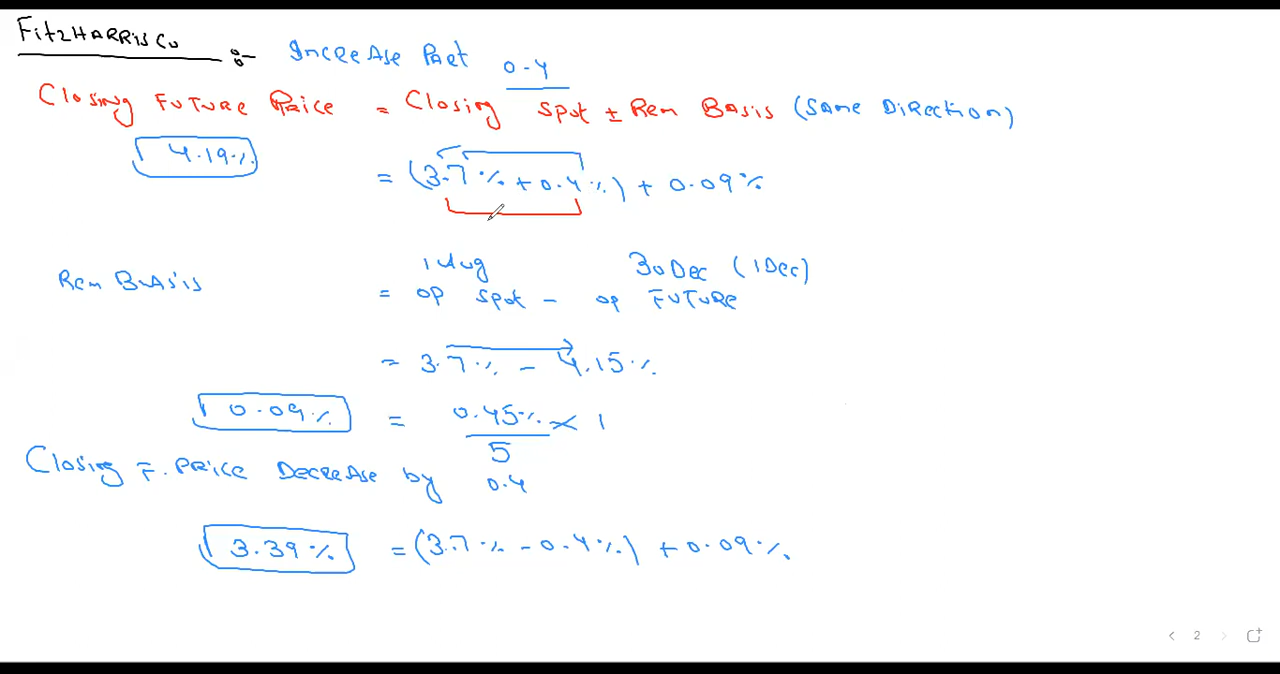 FitzHARRIS Co :- IncreAse Part 0.4
Closing FuTuRe PRice = Closing spot ± Rem BASIS (SAme DiRection)
4.19% = (3.7% + 0.4%) + 0.09%
1 Aug 30 Dec (1 Dec)
Rem BAsis = op spot - op FUTURE
= 3.7% - 4.15%
0.09% = 0.45% × 1
5
Closing F. PRICE DecreAse by 0.4
3.39% = (3.7% - 0.4%) + 0.09%
< 2 >